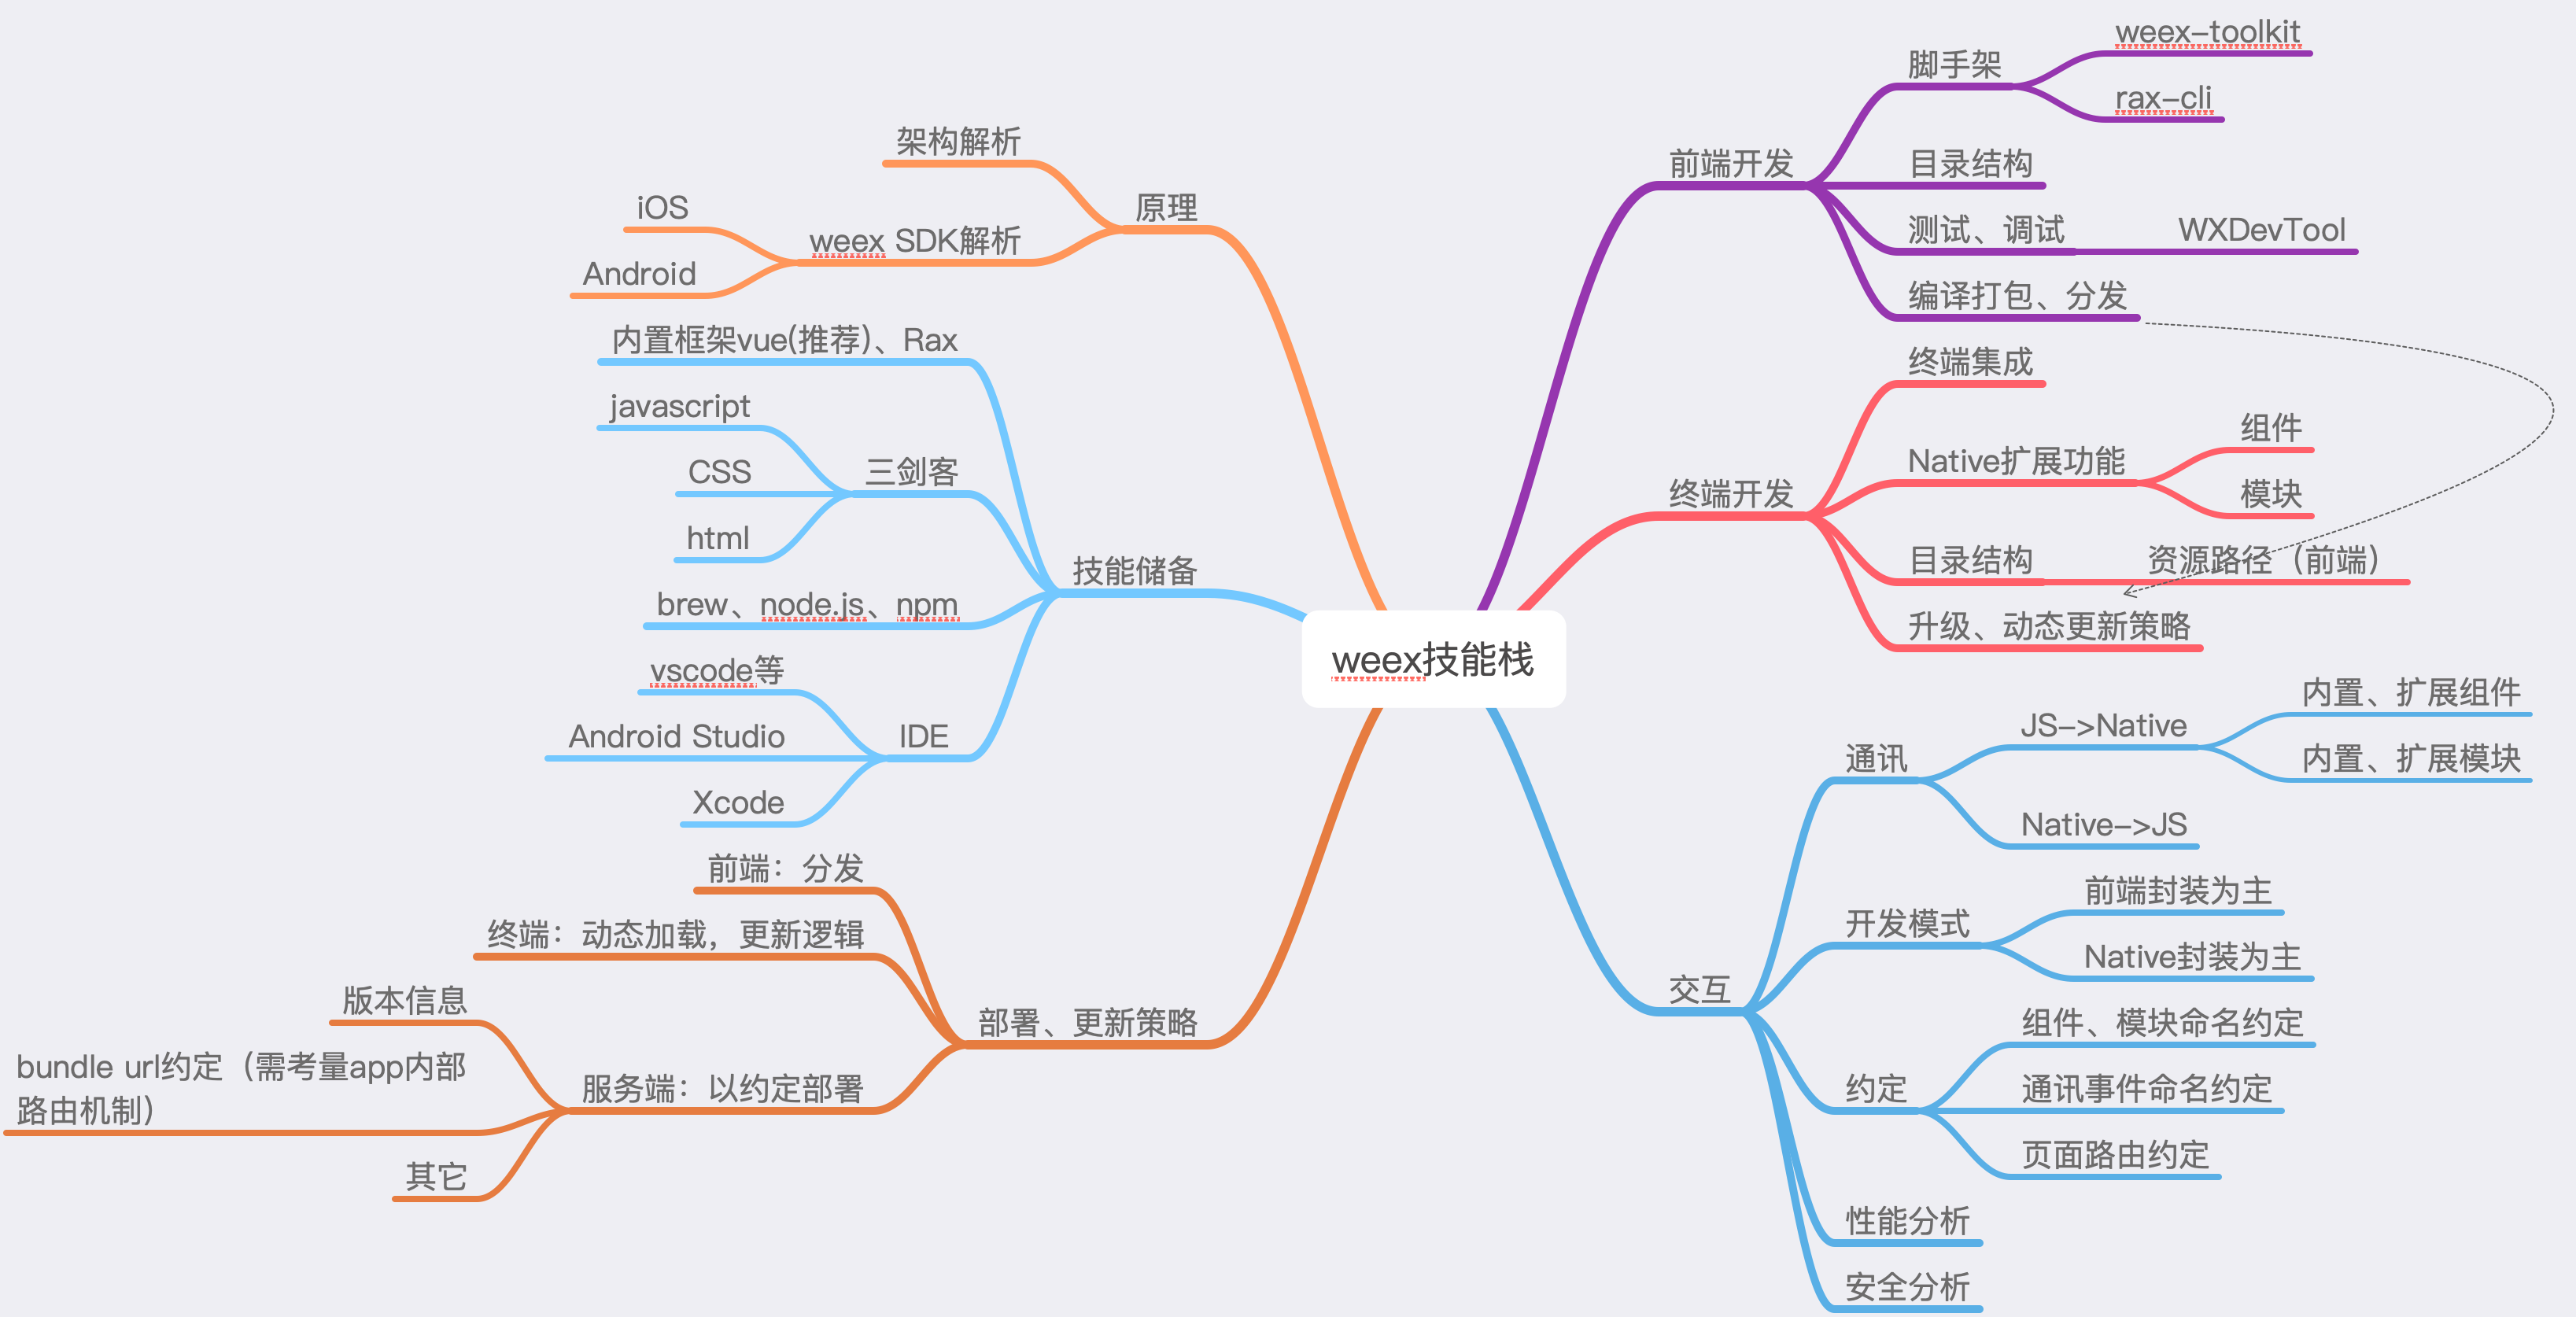 weex技能栈
前端开发
脚手架
weex-toolkit
rax-cli
目录结构
测试、调试
WXDevTool
编译打包、分发
终端开发
终端集成
Native扩展功能
组件
模块
目录结构
资源路径（前端）
升级、动态更新策略
交互
通讯
JS->Native
内置、扩展组件
内置、扩展模块
Native->JS
开发模式
前端封装为主
Native封装为主
约定
组件、模块命名约定
通讯事件命名约定
页面路由约定
性能分析
安全分析
原理
架构解析
weex SDK解析
iOS
Android
技能储备
内置框架vue(推荐)、Rax
三剑客
javascript
CSS
html
brew、node.js、npm
IDE
vscode等
Android Studio
Xcode
部署、更新策略
前端：分发
终端：动态加载，更新逻辑
服务端：以约定部署
版本信息
bundle url约定（需考量app内部
路由机制）
其它